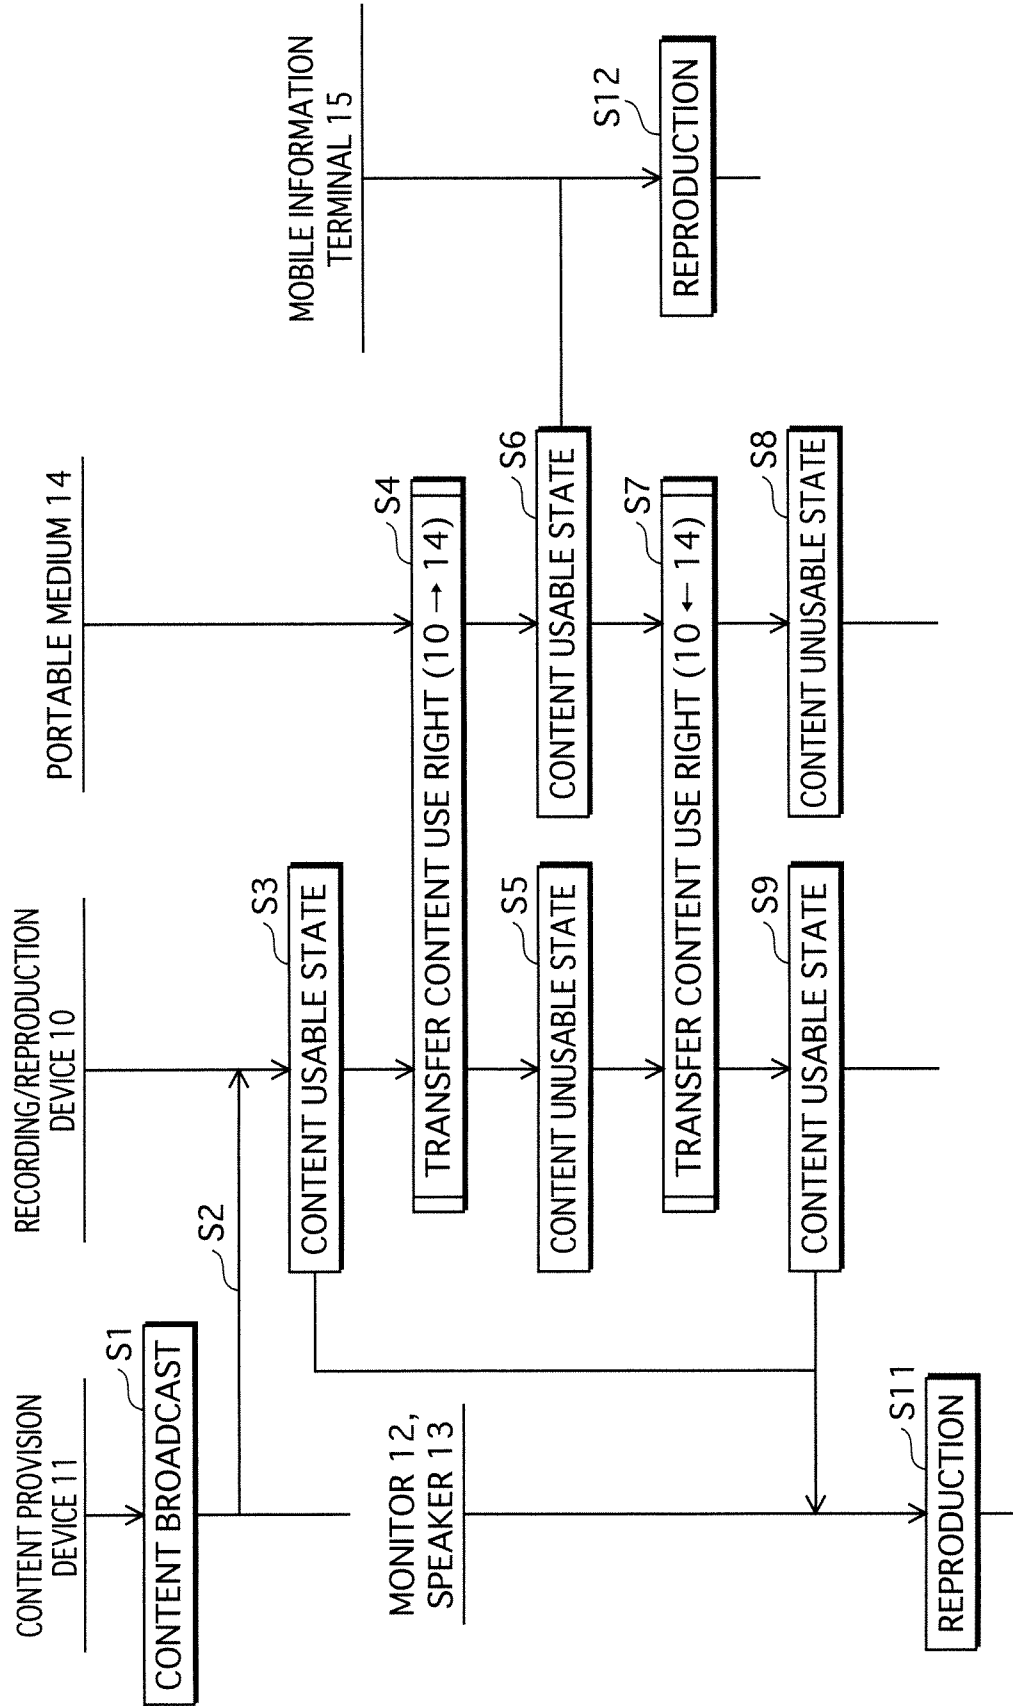 CONTENT PROVISION
DEVICE 11
RECORDING/REPRODUCTION
DEVICE 10
PORTABLE MEDIUM 14
MOBILE INFORMATION
TERMINAL 15
S1
CONTENT BROADCAST
S2
S3
CONTENT USABLE STATE
S4
TRANSFER CONTENT USE RIGHT (10 → 14)
MONITOR 12,
SPEAKER 13
S5
CONTENT UNUSABLE STATE
S6
CONTENT USABLE STATE
S12
REPRODUCTION
S7
TRANSFER CONTENT USE RIGHT (10 ← 14)
S9
CONTENT USABLE STATE
S8
CONTENT UNUSABLE STATE
S11
REPRODUCTION